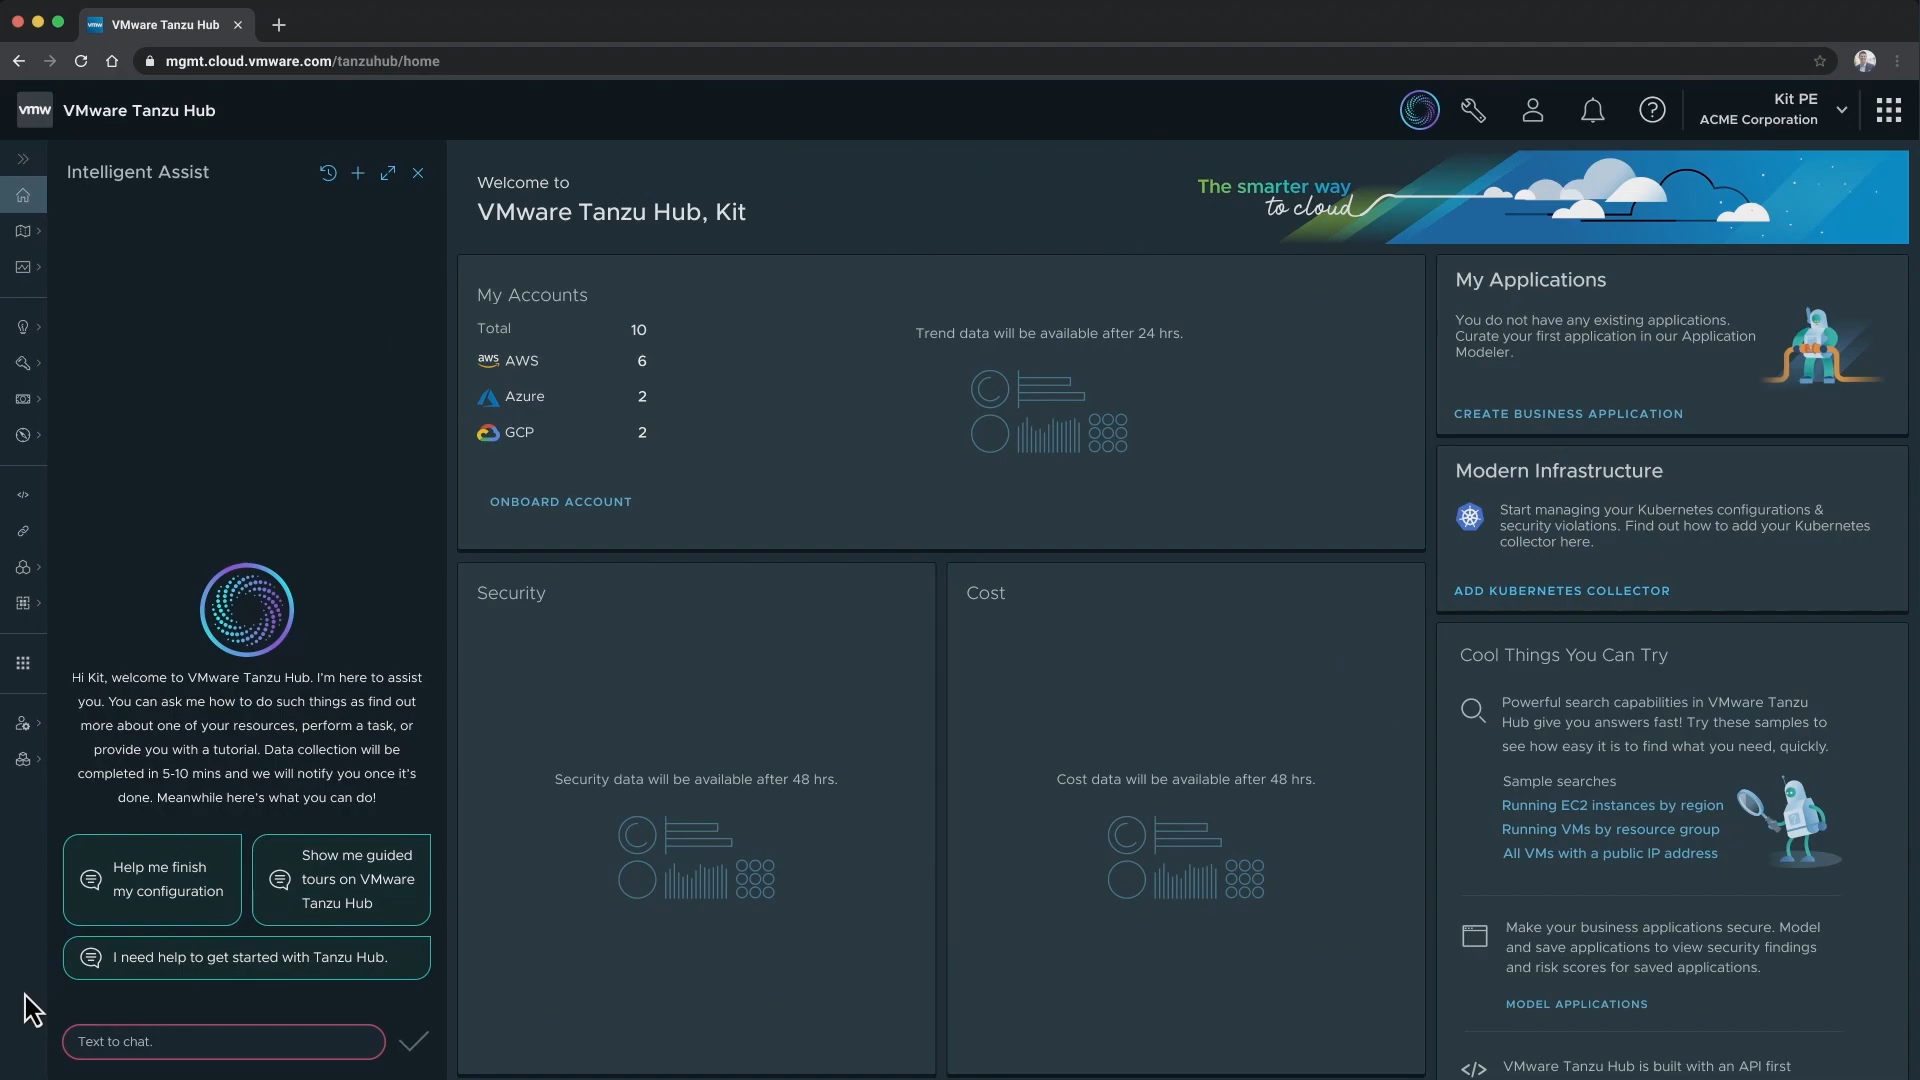 vmw VMware Tanzu Hub
mgmt.cloud.vmware.com/tanzuhub/home
vmw VMware Tanzu Hub
Kit PE
ACME Corporation
Intelligent Assist
Hi Kit, welcome to VMware Tanzu Hub. I'm here to assist
you. You can ask me how to do such things as find out
more about one of your resources, perform a task, or
provide you with a tutorial. Data collection will be
completed in 5-10 mins and we will notify you once it's
done. Meanwhile here's what you can do!
Help me finish
my configuration
Show me guided
tours on VMware
Tanzu Hub
I need help to get started with Tanzu Hub.
Text to chat.
Welcome to
VMware Tanzu Hub, Kit
The smarter way
to cloud
My Accounts
Total 10
aws AWS 6
Azure 2
GCP 2
ONBOARD ACCOUNT
Trend data will be available after 24 hrs.
Security
Security data will be available after 48 hrs.
Cost
Cost data will be available after 48 hrs.
My Applications
You do not have any existing applications.
Curate your first application in our Application
Modeler.
CREATE BUSINESS APPLICATION
Modern Infrastructure
Start managing your Kubernetes configurations &
security violations. Find out how to add your Kubernetes
collector here.
ADD KUBERNETES COLLECTOR
Cool Things You Can Try
Powerful search capabilities in VMware Tanzu
Hub give you answers fast! Try these samples to
see how easy it is to find what you need, quickly.
Sample searches
Running EC2 instances by region
Running VMs by resource group
All VMs with a public IP address
Make your business applications secure. Model
and save applications to view security findings
and risk scores for saved applications.
MODEL APPLICATIONS
VMware Tanzu Hub is built with an API first